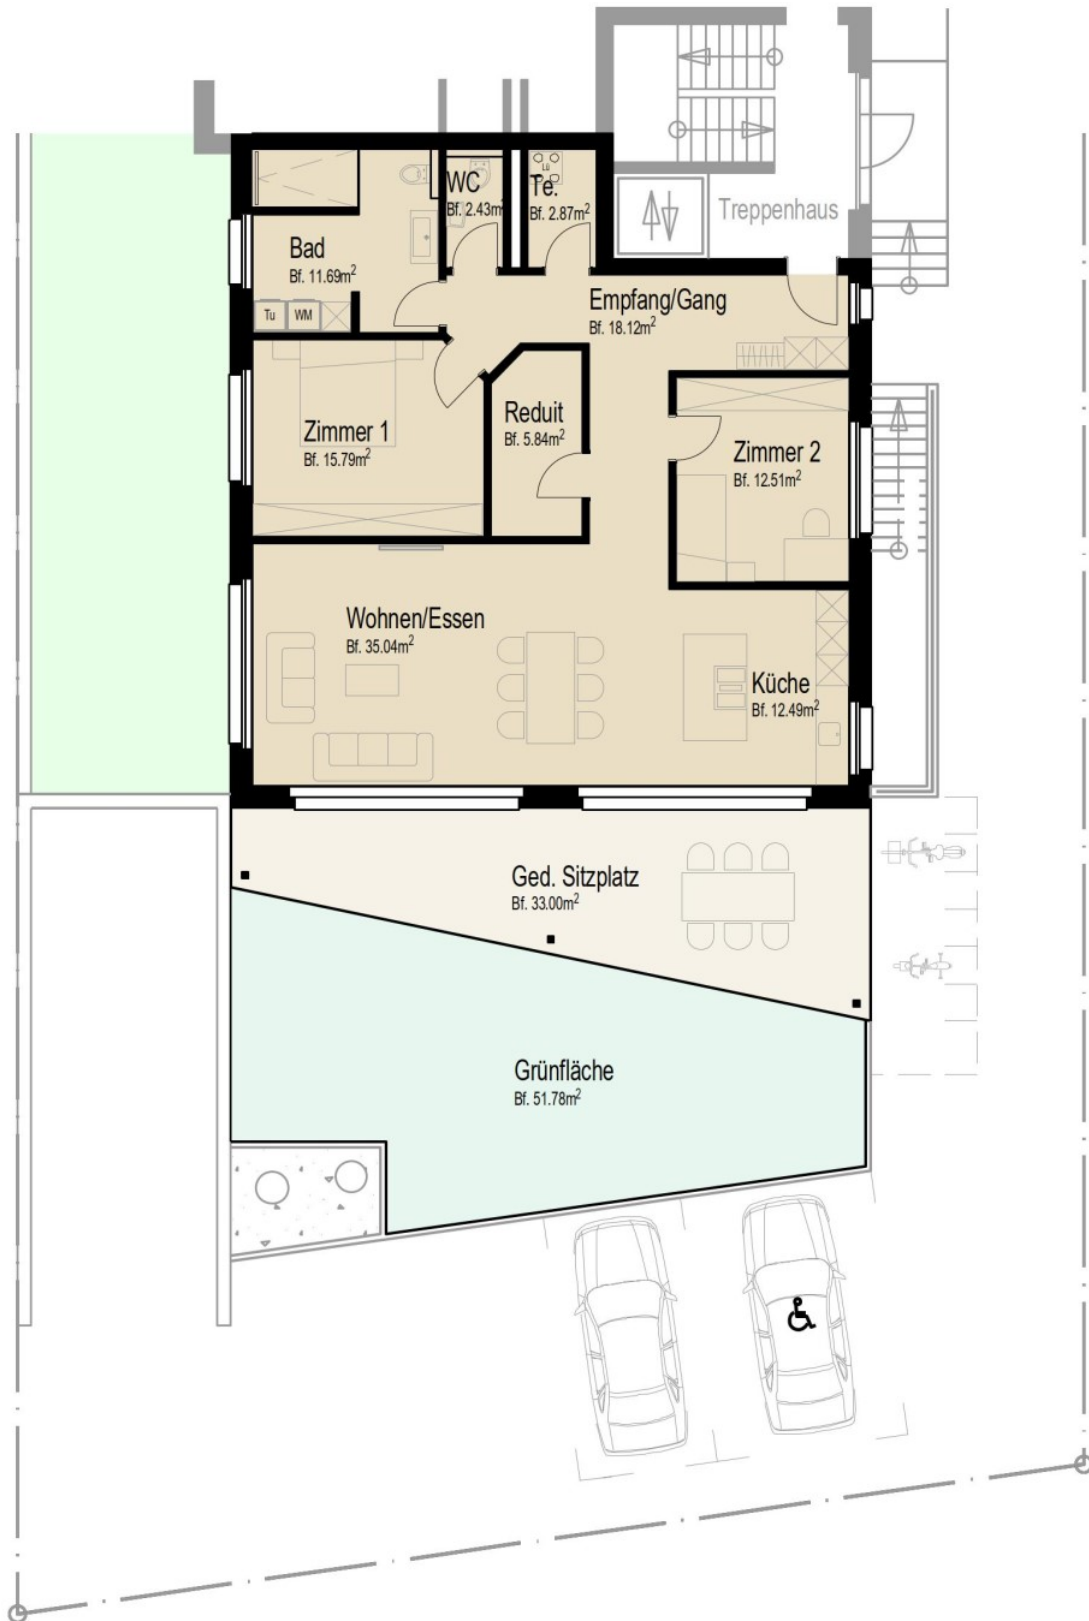 WC
Bf. 2.43m²
Te.
Lü
Bf. 2.87m²
Treppenhaus
Bad
Bf. 11.69m²
Tu
WM
Empfang/Gang
Bf. 18.12m²
Zimmer 1
Bf. 15.79m²
Reduit
Bf. 5.84m²
Zimmer 2
Bf. 12.51m²
Wohnen/Essen
Bf. 35.04m²
Küche
Bf. 12.49m²
Ged. Sitzplatz
Bf. 33.00m²
Grünfläche
Bf. 51.78m²